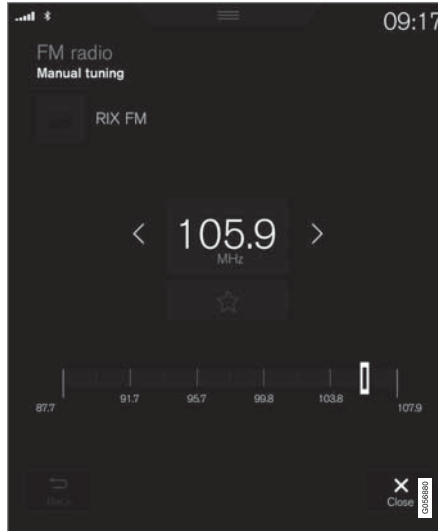 09:17
FM radio
Manual tuning
RIX FM
105.9
MHz
87.7 91.7 95.7 99.8 103.8 107.9
Back
Close
G056880